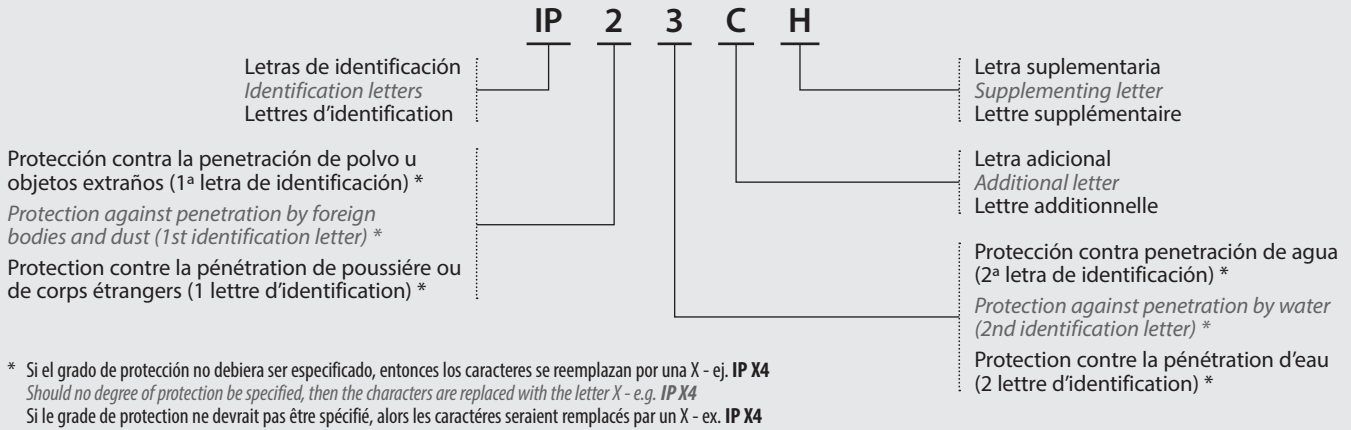 IP 2 3 C H
Letras de identificación
Identification letters
Lettres d'identification
Protección contra la penetración de polvo u
objetos extraños (1ª letra de identificación) *
Protection against penetration by foreign
bodies and dust (1st identification letter) *
Protection contre la pénétration de poussiére ou
de corps étrangers (1 lettre d'identification) *
Letra suplementaria
Supplementing letter
Lettre supplémentaire
Letra adicional
Additional letter
Lettre additionnelle
Protección contra penetración de agua
(2ª letra de identificación) *
Protection against penetration by water
(2nd identification letter) *
Protection contre la pénétration d'eau
(2 lettre d'identification) *
* Si el grado de protección no debiera ser especificado, entonces los caracteres se reemplazan por una X - ej. IP X4
Should no degree of protection be specified, then the characters are replaced with the letter X - e.g. IP X4
Si le grade de protection ne devrait pas être spécifié, alors les caractéres seraient remplacés par un X - ex. IP X4